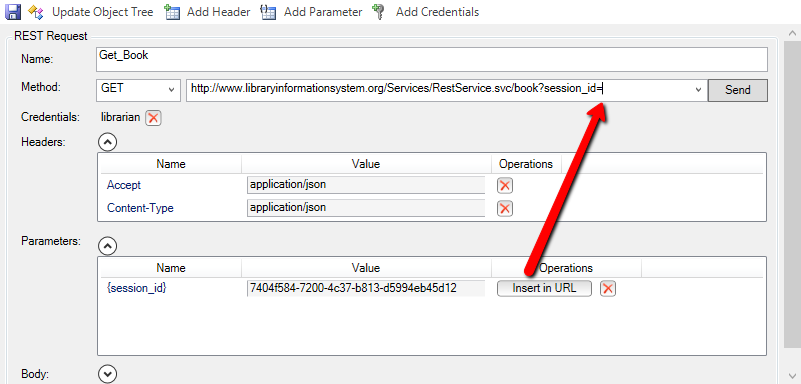 Update Object Tree Add Header Add Parameter Add Credentials
REST Request
Name: Get_Book
Method: GET http://www.libraryinformationsystem.org/Services/RestService.svc/book?session_id= Send
Credentials: librarian
Headers:
Name Value Operations
Accept application/json
Content-Type application/json
Parameters:
Name Value Operations
{session_id} 7404f584-7200-4c37-b813-d5994eb45d12 Insert in URL
Body: